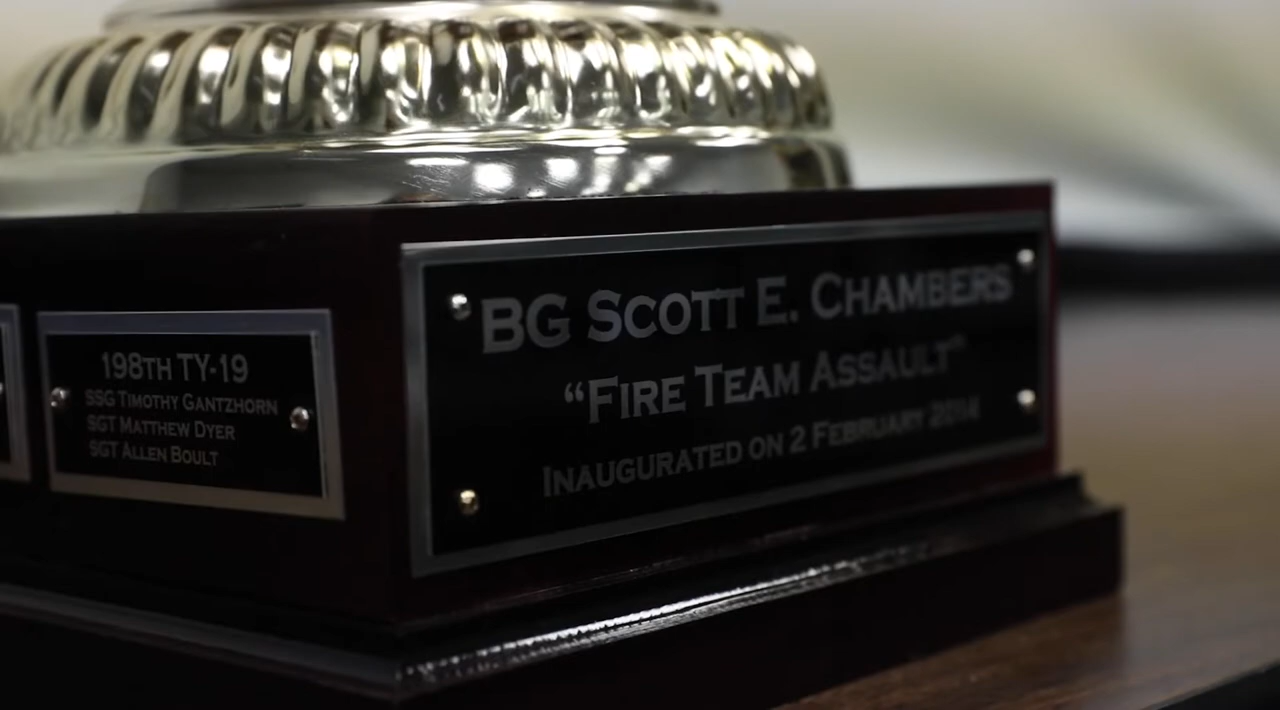 198TH TY-19
SSG TIMOTHY GANTZHORN
SGT MATTHEW DYER
SGT ALLEN BOULT
BG SCOTT E. CHAMBERS
“FIRE TEAM ASSAULT”
INAUGURATED ON 2 FEBRUARY 2014